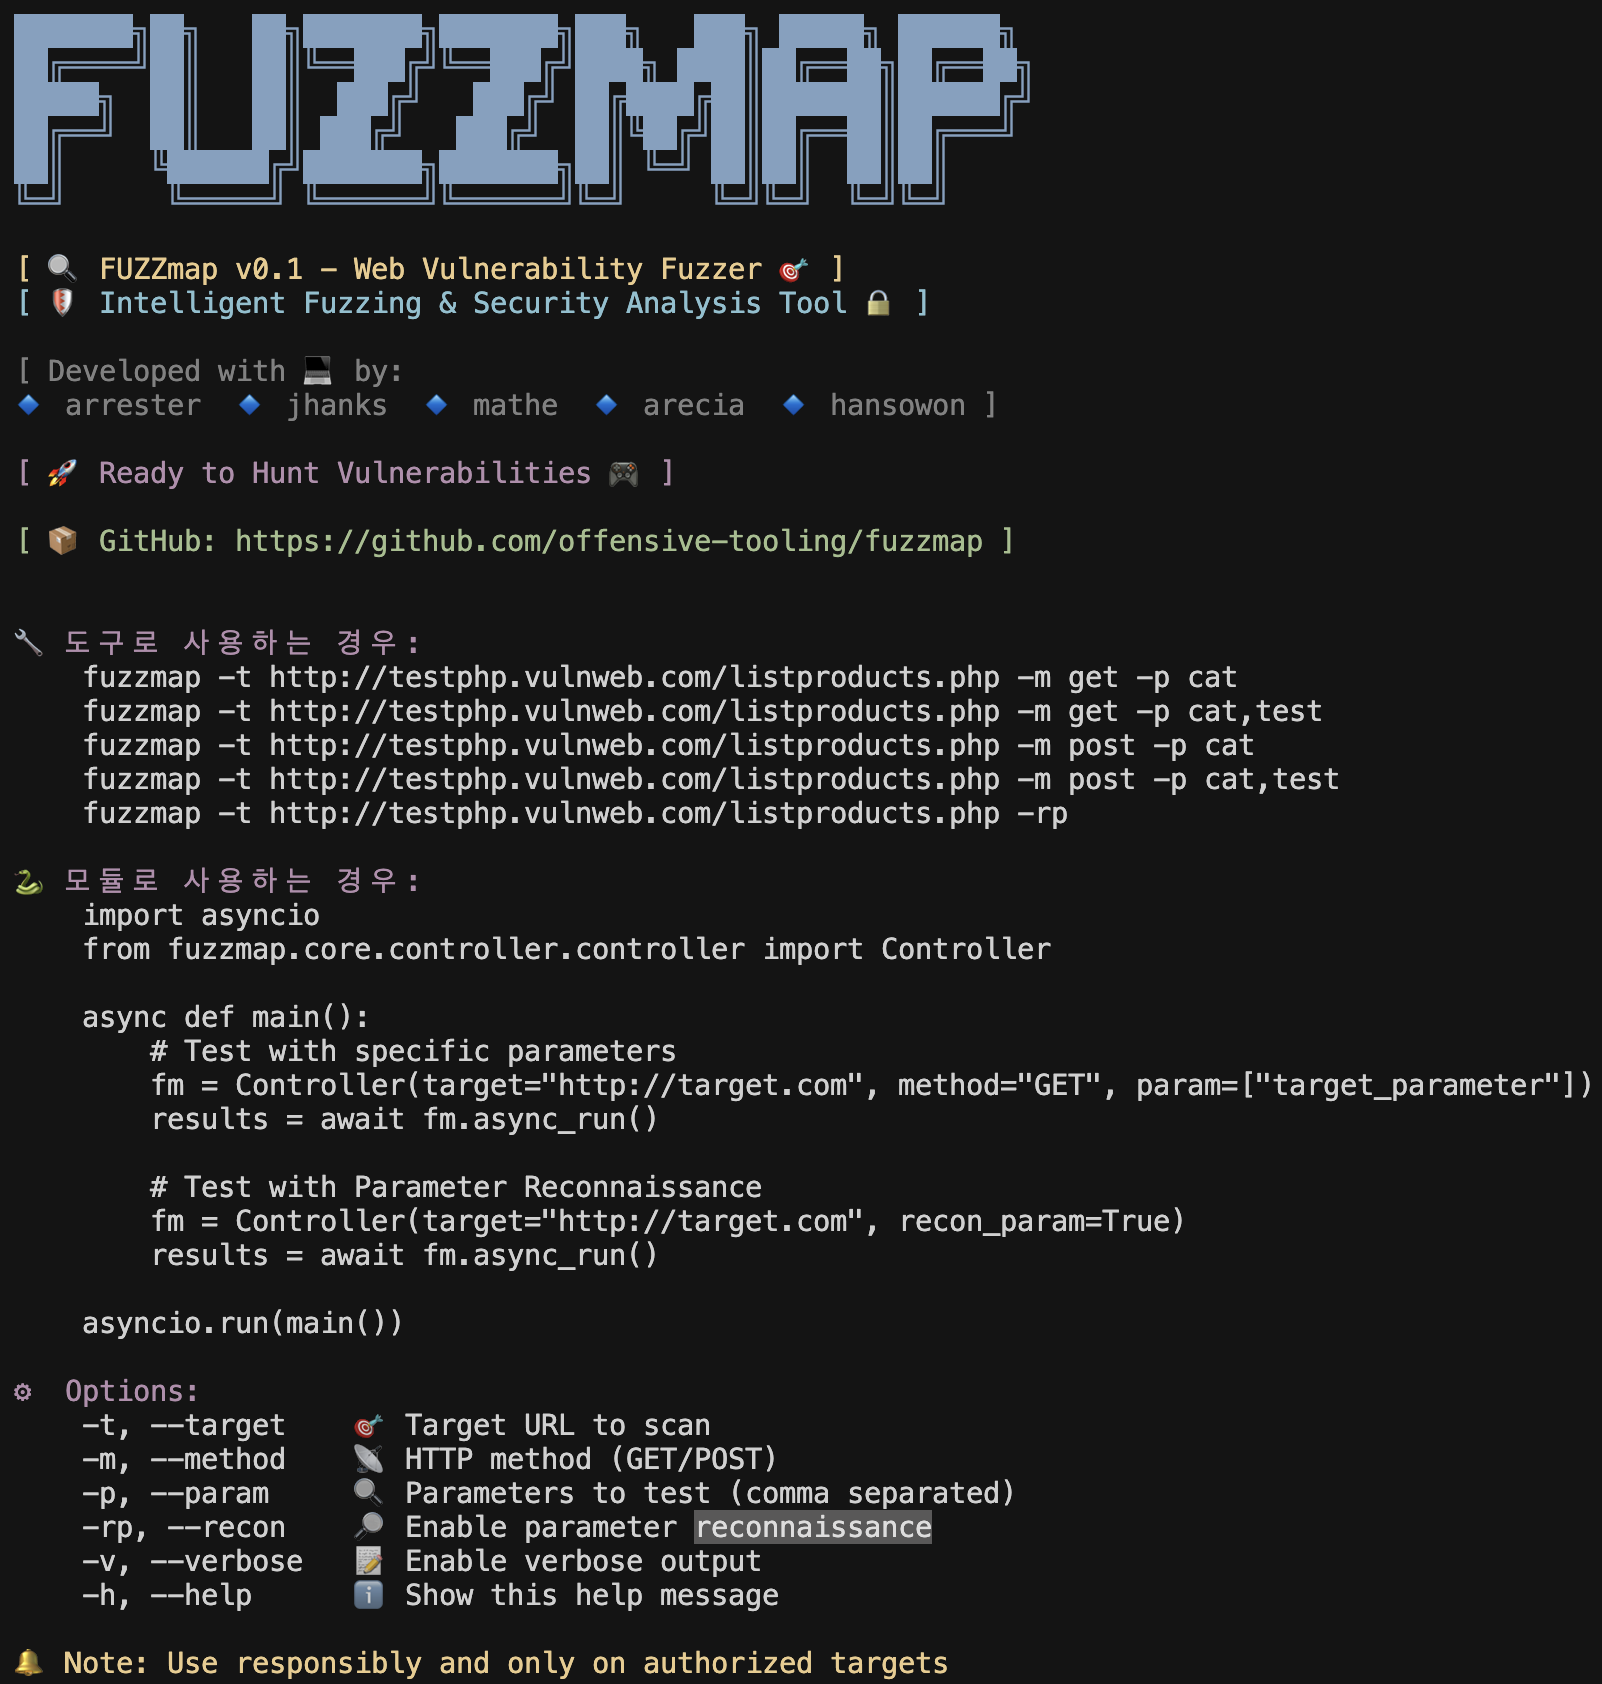 FUZZMAP
[ 🔍 FUZZmap v0.1 - Web Vulnerability Fuzzer 🎯 ]
[ 🛡️ Intelligent Fuzzing & Security Analysis Tool 🔒 ]
[ Developed with 💻 by:
🔹 arrester 🔹 jhanks 🔹 mathe 🔹 arecia 🔹 hansowon ]
[ 🚀 Ready to Hunt Vulnerabilities 🎮 ]
[ 📦 GitHub: https://github.com/offensive-tooling/fuzzmap ]
🔧 도구로 사용하는 경우:
fuzzmap -t http://testphp.vulnweb.com/listproducts.php -m get -p cat
fuzzmap -t http://testphp.vulnweb.com/listproducts.php -m get -p cat,test
fuzzmap -t http://testphp.vulnweb.com/listproducts.php -m post -p cat
fuzzmap -t http://testphp.vulnweb.com/listproducts.php -m post -p cat,test
fuzzmap -t http://testphp.vulnweb.com/listproducts.php -rp
🐍 모듈로 사용하는 경우:
import asyncio
from fuzzmap.core.controller.controller import Controller
async def main():
# Test with specific parameters
fm = Controller(target="http://target.com", method="GET", param=["target_parameter"])
results = await fm.async_run()
# Test with Parameter Reconnaissance
fm = Controller(target="http://target.com", recon_param=True)
results = await fm.async_run()
asyncio.run(main())
⚙ Options:
-t, --target 🎯 Target URL to scan
-m, --method 📡 HTTP method (GET/POST)
-p, --param 🔍 Parameters to test (comma separated)
-rp, --recon 🔎 Enable parameter reconnaissance
-v, --verbose 📝 Enable verbose output
-h, --help ℹ️ Show this help message
🔔 Note: Use responsibly and only on authorized targets